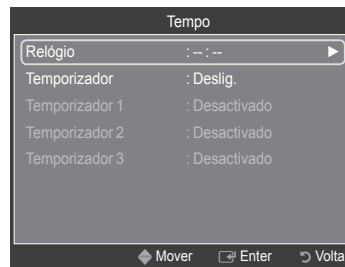 Tempo
Relógio : -- : --
Temporizador : Deslig.
Temporizador 1 : Desactivado
Temporizador 2 : Desactivado
Temporizador 3 : Desactivado
Mover Enter Volta